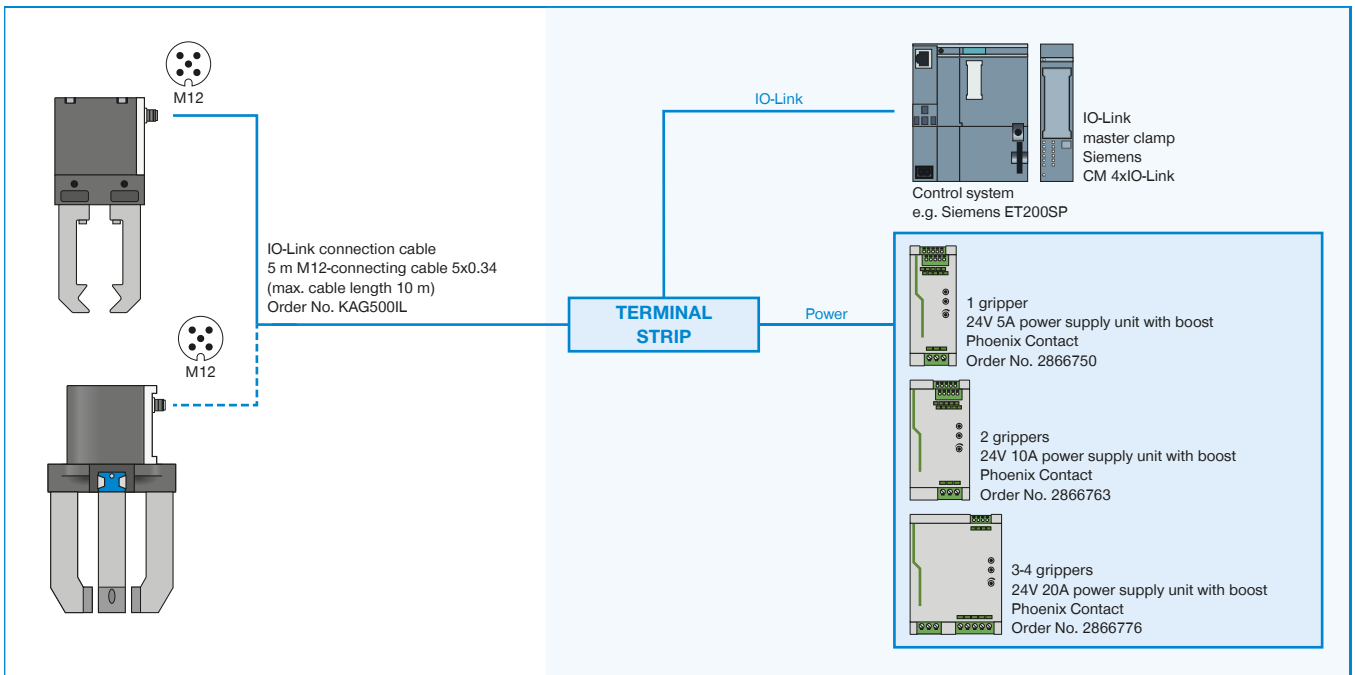 M12
IO-Link connection cable
5 m M12-connecting cable 5x0.34
(max. cable length 10 m)
Order No. KAG500IL
M12
TERMINAL
STRIP
IO-Link
Power
Control system
e.g. Siemens ET200SP
IO-Link
master clamp
Siemens
CM 4xIO-Link
1 gripper
24V 5A power supply unit with boost
Phoenix Contact
Order No. 2866750
2 grippers
24V 10A power supply unit with boost
Phoenix Contact
Order No. 2866763
3-4 grippers
24V 20A power supply unit with boost
Phoenix Contact
Order No. 2866776